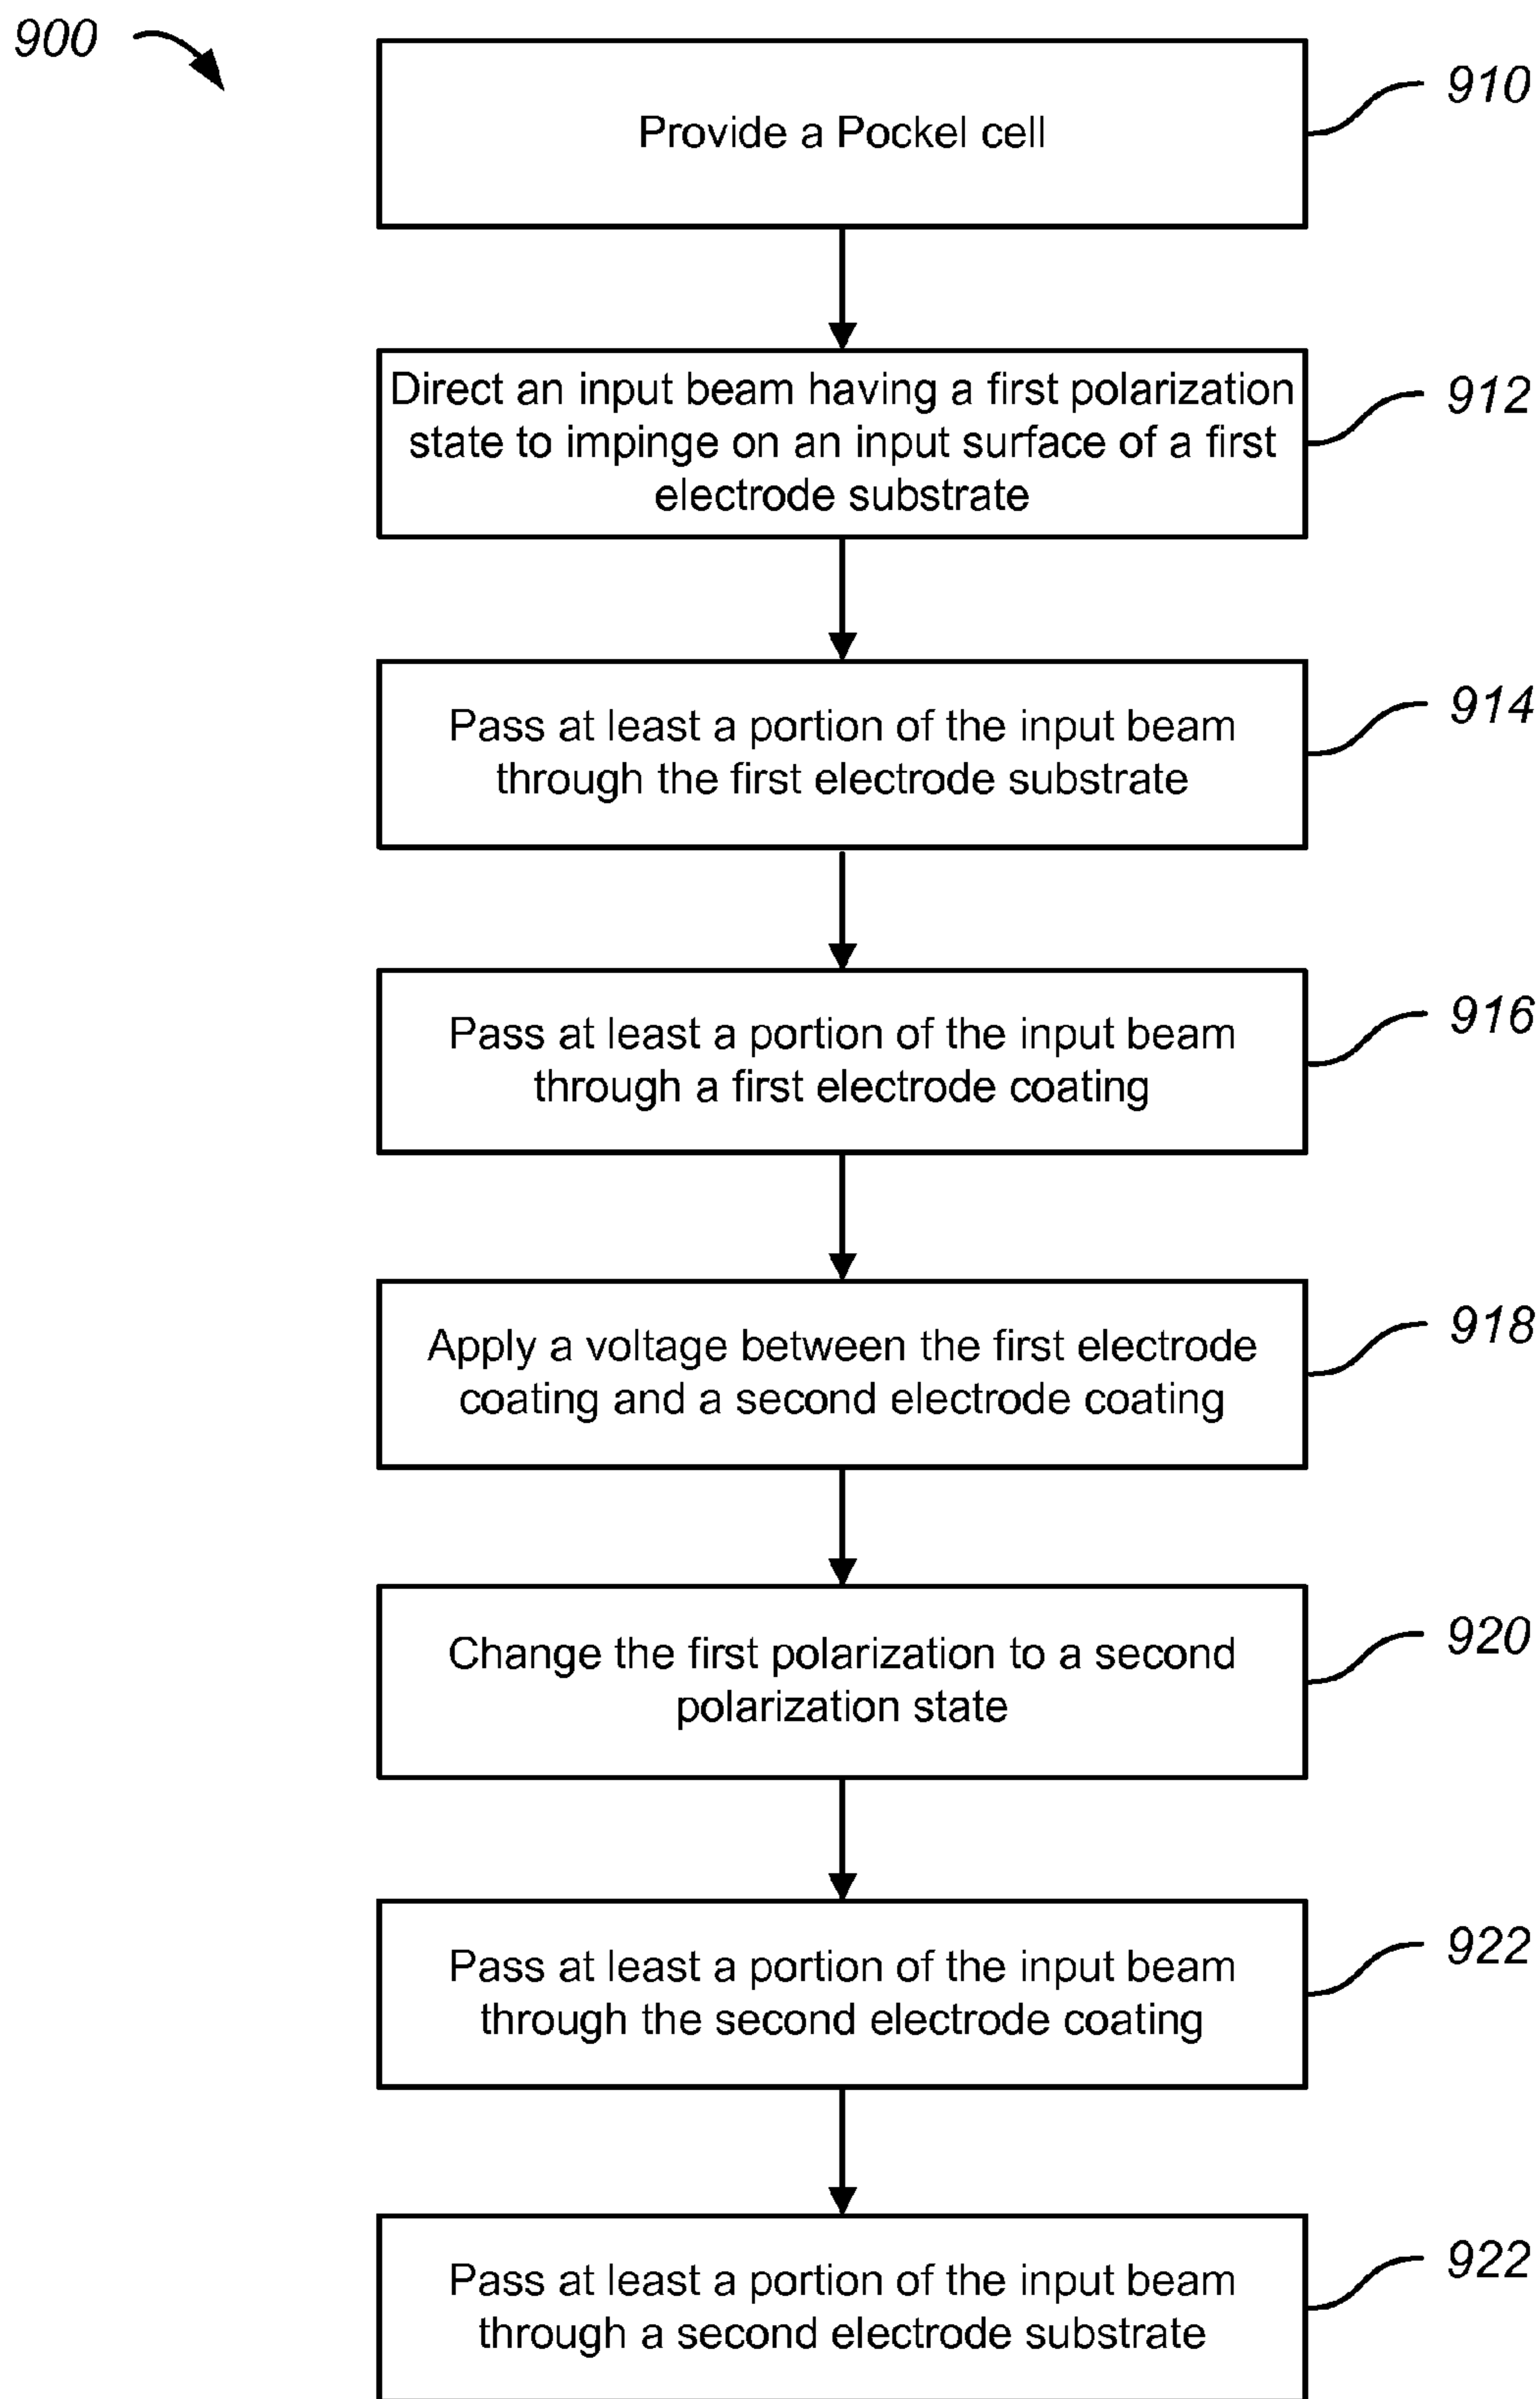 900
Provide a Pockel cell
910
Direct an input beam having a first polarization
state to impinge on an input surface of a first
electrode substrate
912
Pass at least a portion of the input beam
through the first electrode substrate
914
Pass at least a portion of the input beam
through a first electrode coating
916
Apply a voltage between the first electrode
coating and a second electrode coating
918
Change the first polarization to a second
polarization state
920
Pass at least a portion of the input beam
through the second electrode coating
922
Pass at least a portion of the input beam
through a second electrode substrate
922